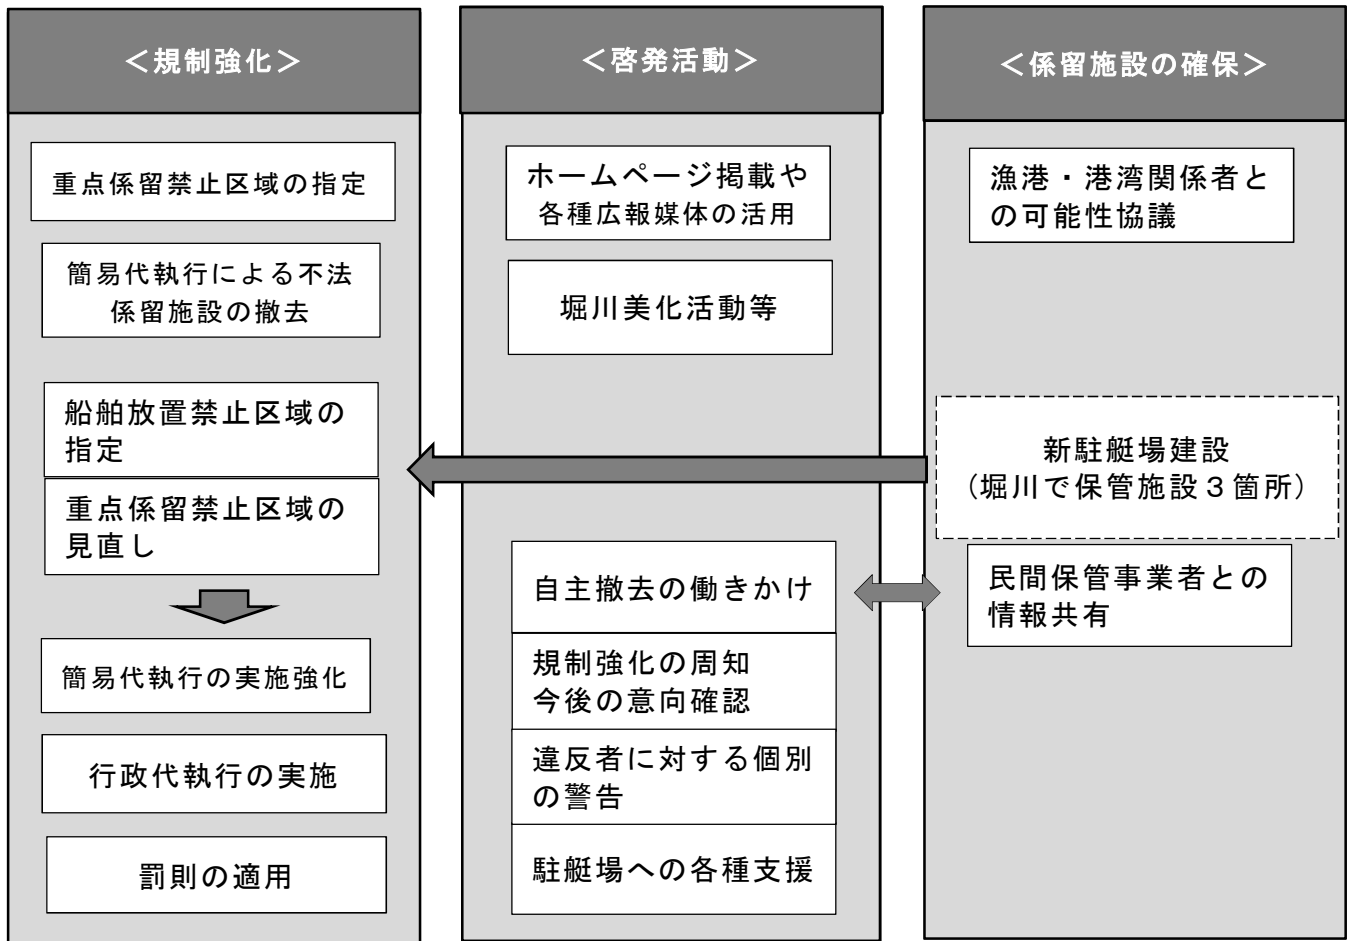 ＜規制強化＞
重点係留禁止区域の指定
簡易代執行による不法
係留施設の撤去
船舶放置禁止区域の
指定
重点係留禁止区域の
見直し
簡易代執行の実施強化
行政代執行の実施
罰則の適用
＜啓発活動＞
ホームページ掲載や
各種広報媒体の活用
堀川美化活動等
自主撤去の働きかけ
規制強化の周知
今後の意向確認
違反者に対する個別
の警告
駐艇場への各種支援
＜係留施設の確保＞
漁港・港湾関係者と
の可能性協議
新駐艇場建設
（堀川で保管施設３箇所）
民間保管事業者との
情報共有